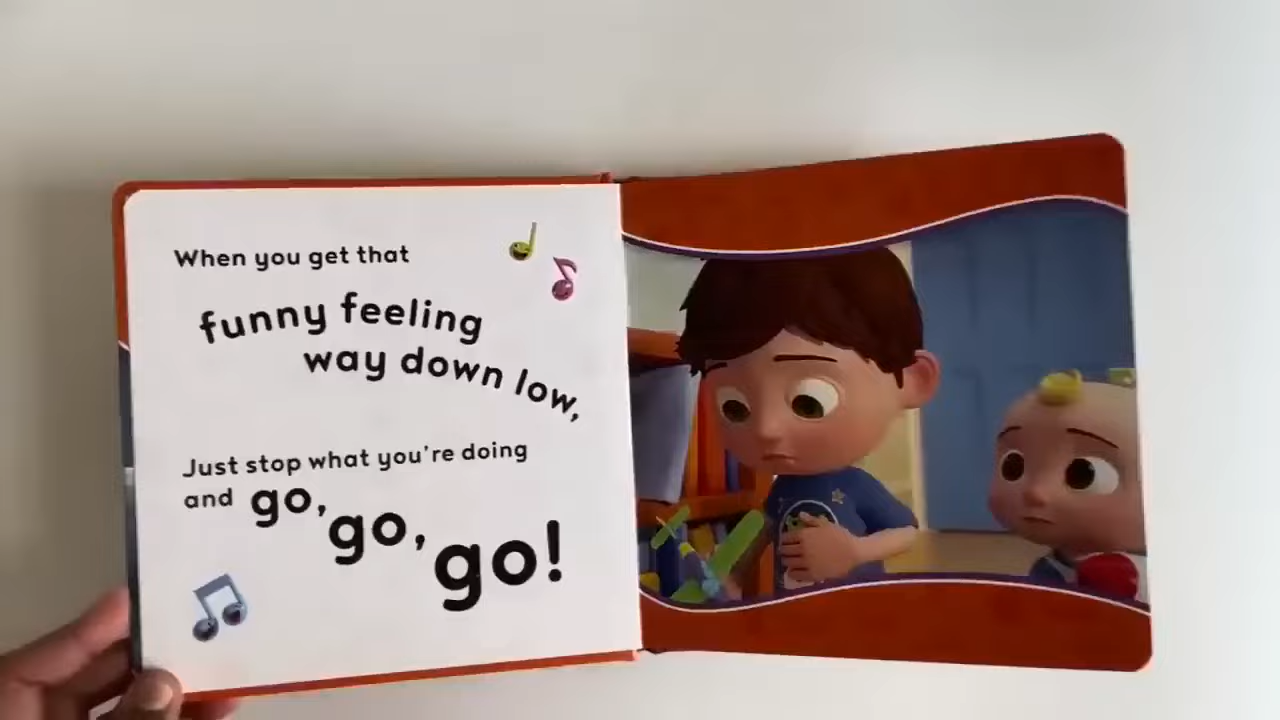 When you get that
funny feeling
way down low,
Just stop what you're doing
and go, go, go!